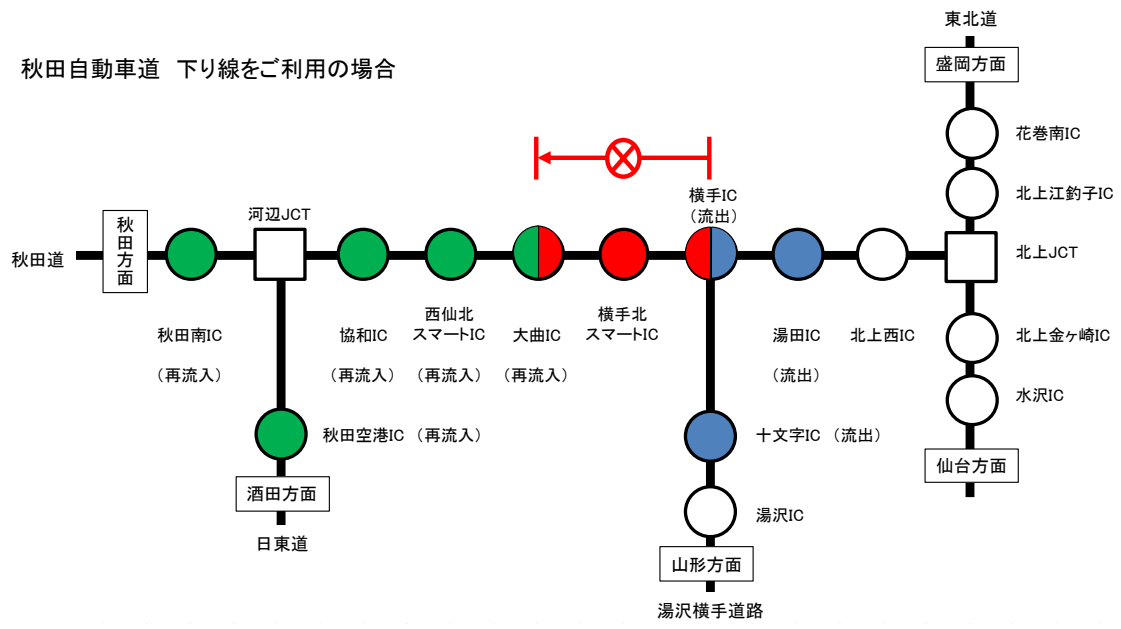 東北道
秋田自動車道 下り線をご利用の場合
盛岡方面
花巻南IC
北上江釣子IC
横手IC
（流出）
河辺JCT
秋田方面
秋田道
北上JCT
西仙北
スマートIC
横手北
スマートIC
秋田南IC
協和IC
大曲IC
湯田IC
北上西IC
北上金ヶ崎IC
（再流入）
（再流入）
（再流入）
（再流入）
（流出）
水沢IC
秋田空港IC （再流入）
十文字IC （流出）
仙台方面
酒田方面
湯沢IC
日東道
山形方面
湯沢横手道路